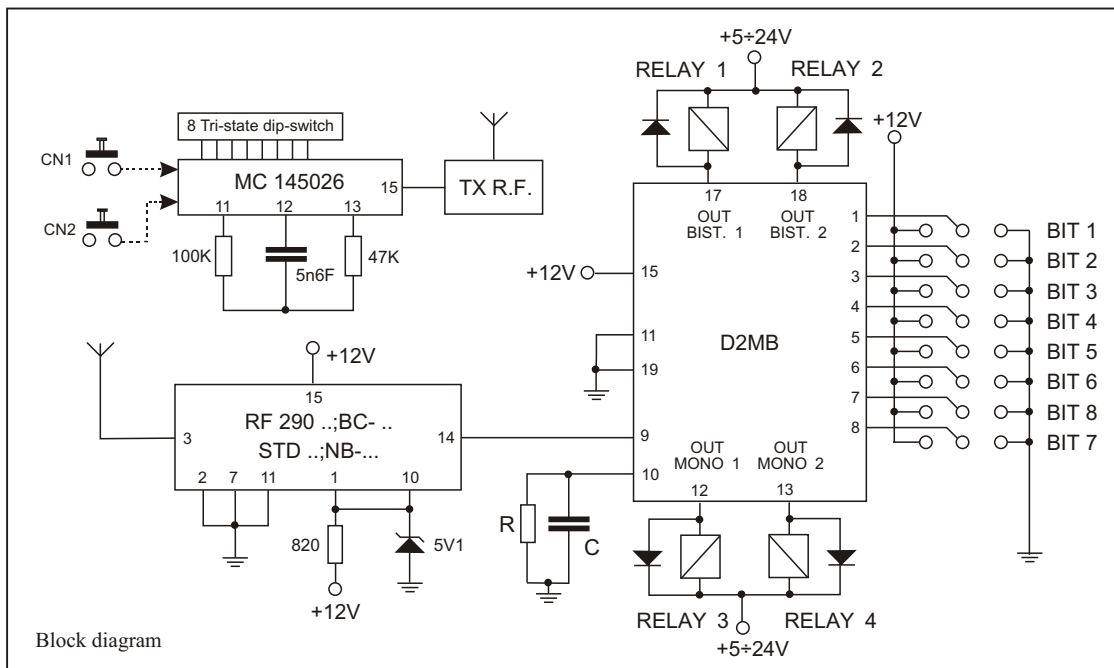 +5÷24V
RELAY 1
RELAY 2
+12V
8 Tri-state dip-switch
CN1
MC 145026
15
TX R.F.
CN2
11
12
13
100K
5n6F
47K
17
18
OUT
BIST. 1
OUT
BIST. 2
+12V
15
11
19
D2MB
9
10
OUT
MONO 1
OUT
MONO 2
12
13
1
2
3
4
5
6
7
8
BIT 1
BIT 2
BIT 3
BIT 4
BIT 5
BIT 6
BIT 8
BIT 7
+12V
15
3
RF 290 ..;BC- ..
STD ..;NB-...
14
2
7
11
1
10
820
5V1
+12V
R
C
RELAY 3
RELAY 4
+5÷24V
Block diagram